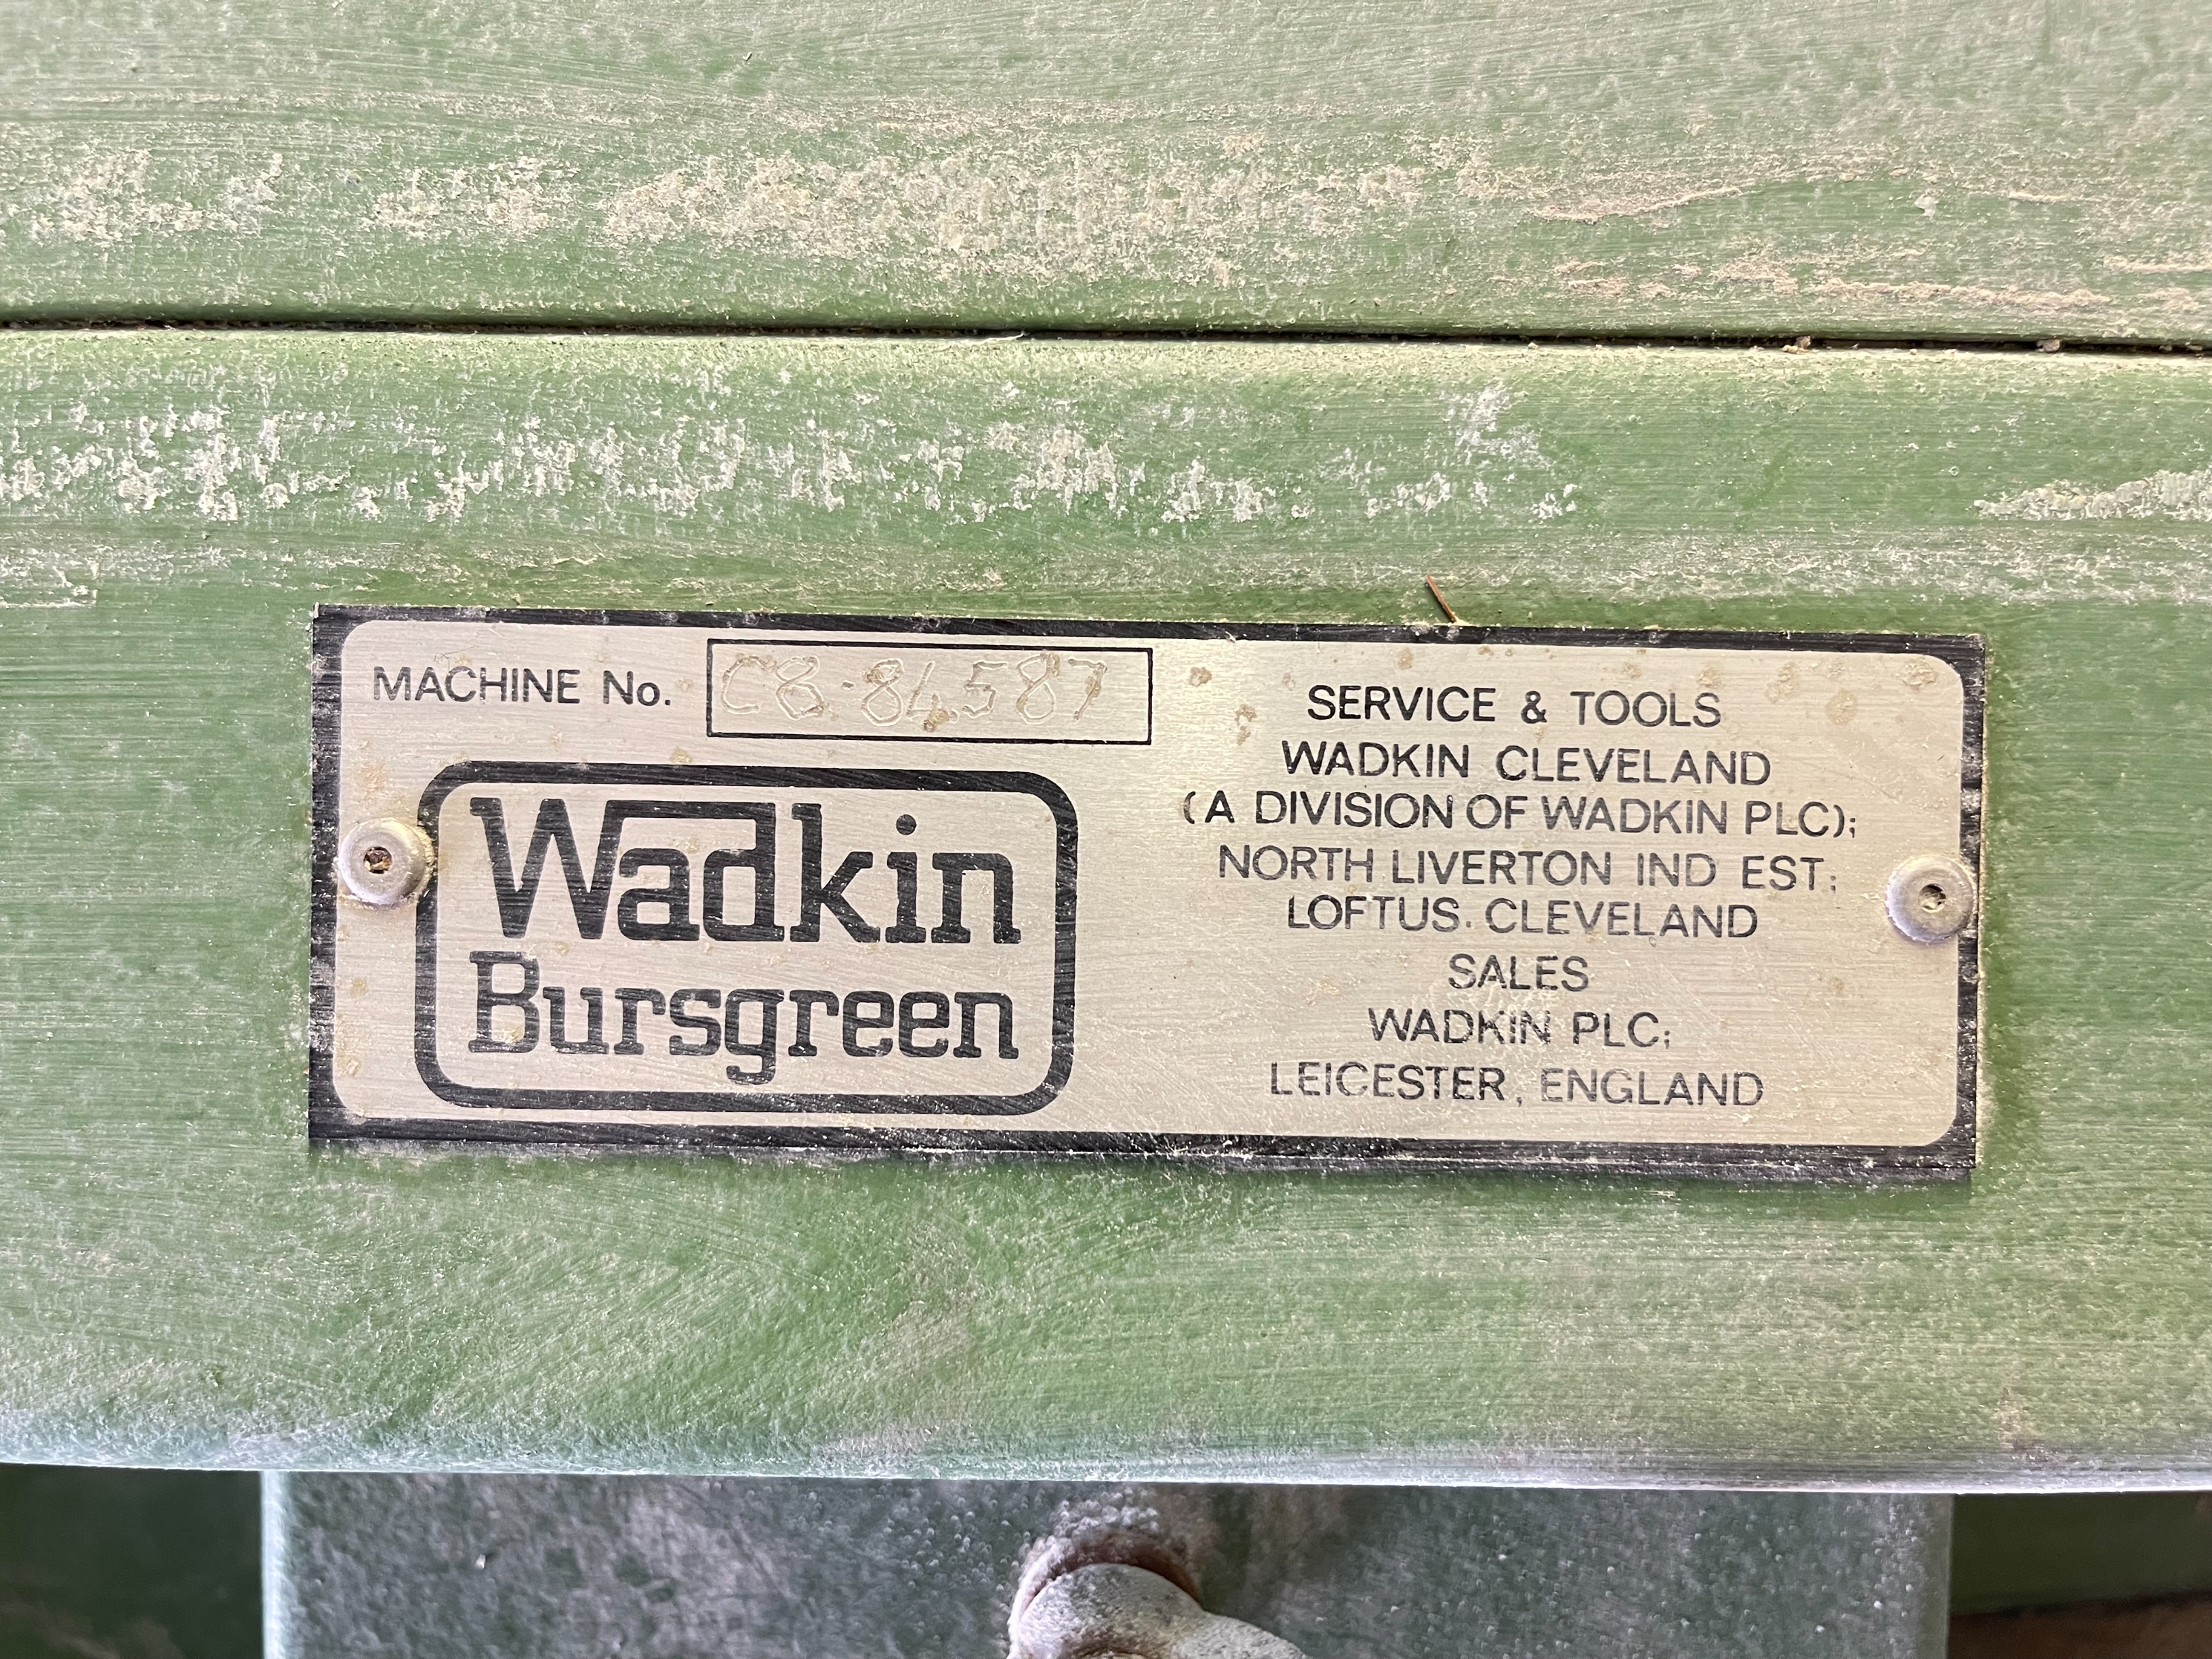 MACHINE No. C8.84587
Wadkin
Bursgreen
SERVICE & TOOLS
WADKIN CLEVELAND
(A DIVISION OF WADKIN PLC);
NORTH LIVERTON IND EST;
LOFTUS. CLEVELAND
SALES
WADKIN PLC;
LEICESTER, ENGLAND